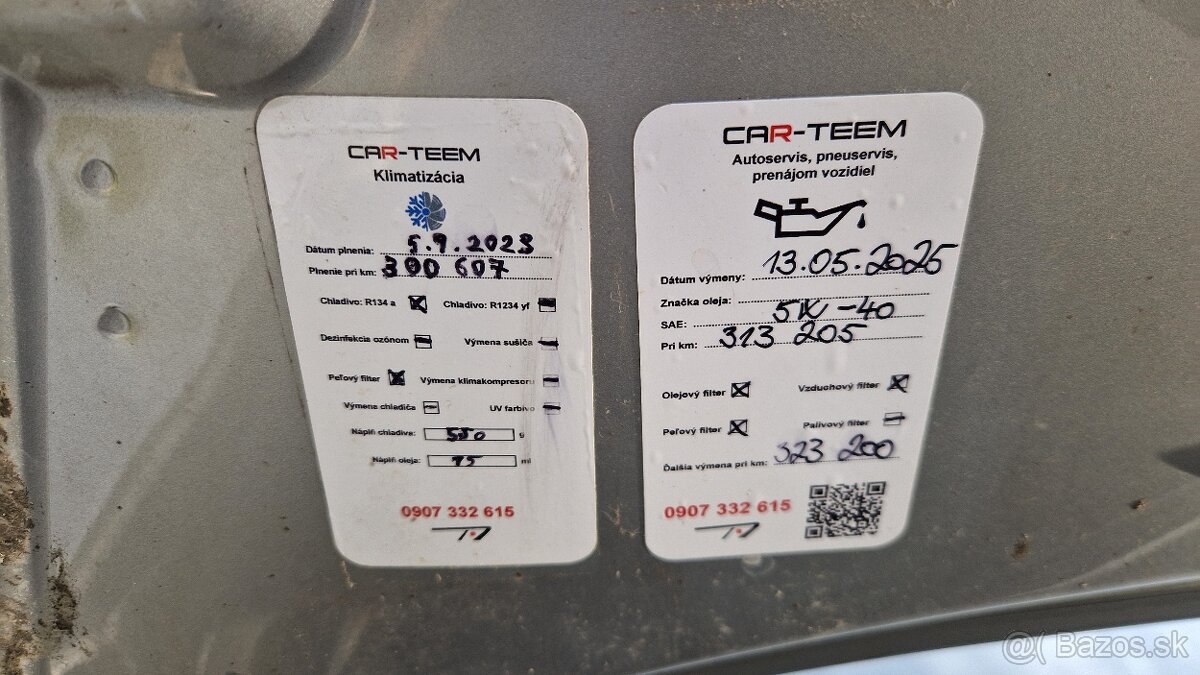 CAR-TEEM
Klimatizácia
Dátum plnenia: 5.9.2023
Plnenie pri km: 300 607
Chladivo: R134 a Chladivo: R1234 yf
Dezinfekcia ozónom Výmena sušiča
Peľový filter Výmena klimakompresoru
Výmena chladiča UV farbivo
Náplň chladiva: 550 g
Náplň oleja: 15 ml
0907 332 615
CAR-TEEM
Autoservis, pneuservis,
prenájom vozidiel
Dátum výmeny: 13.05.2025
Značka oleja:
SAE: 5W-40
Pri km: 313 205
Olejový filter Vzduchový filter
Peľový filter Palivový filter
Ďalšia výmena pri km: 323 200
0907 332 615
Bazos.sk